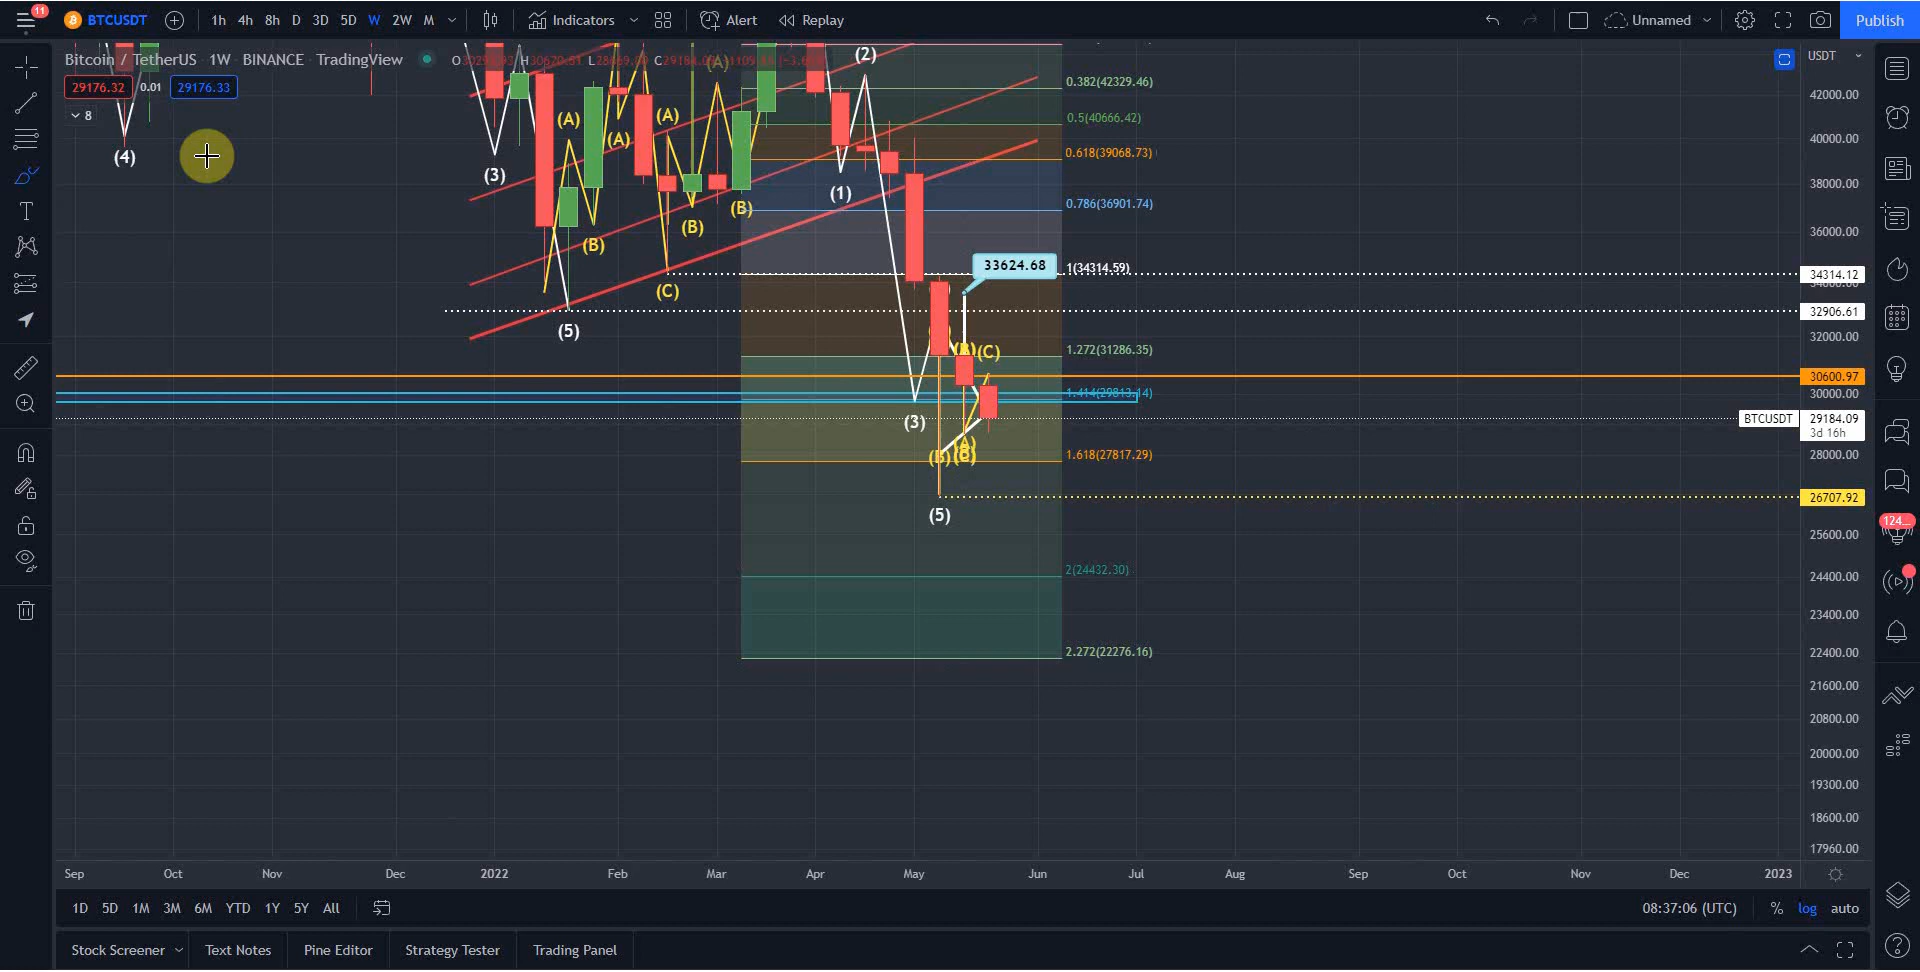 11
BTCUSDT 1h 4h 8h D 3D 5D W 2W M Indicators Alert Replay Unnamed Publish
Bitcoin / TetherUS 1W BINANCE TradingView
29176.32 0.01 29176.33
8
USDT
(2)
(A)
0.382(42329.46)
42000.00
(A)
(A)
0.5(40666.42)
(A)
40000.00
(4)
0.618(39068.73)
(3)
38000.00
(1)
0.786(36901.74)
(B)
(B)
36000.00
(B)
33624.68
1(34314.59)
34314.12
(C)
32906.61
(5)
32000.00
1.272(31286.35)
(C)
30600.97
1.414(29813.14)
30000.00
(3)
BTCUSDT 29184.09
3d 16h
(A)
1.618(27817.29)
28000.00
26707.92
(5)
124...
25600.00
2(24432.30)
24400.00
23400.00
2.272(22276.16)
22400.00
21600.00
20800.00
20000.00
19300.00
18600.00
17960.00
Sep Oct Nov Dec 2022 Feb Mar Apr May Jun Jul Aug Sep Oct Nov Dec 2023
1D 5D 1M 3M 6M YTD 1Y 5Y All 08:37:06 (UTC) % log auto
Stock Screener Text Notes Pine Editor Strategy Tester Trading Panel